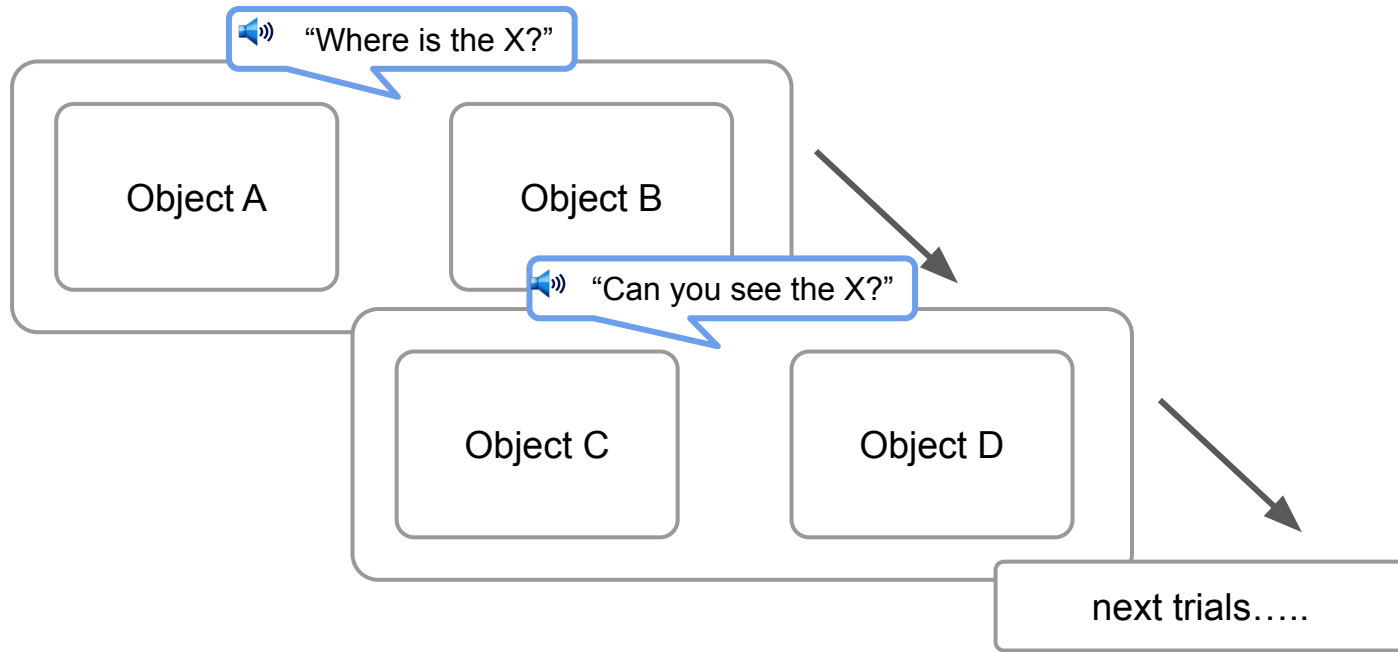 “Where is the X?”
Object A
Object B
“Can you see the X?”
Object C
Object D
next trials…..